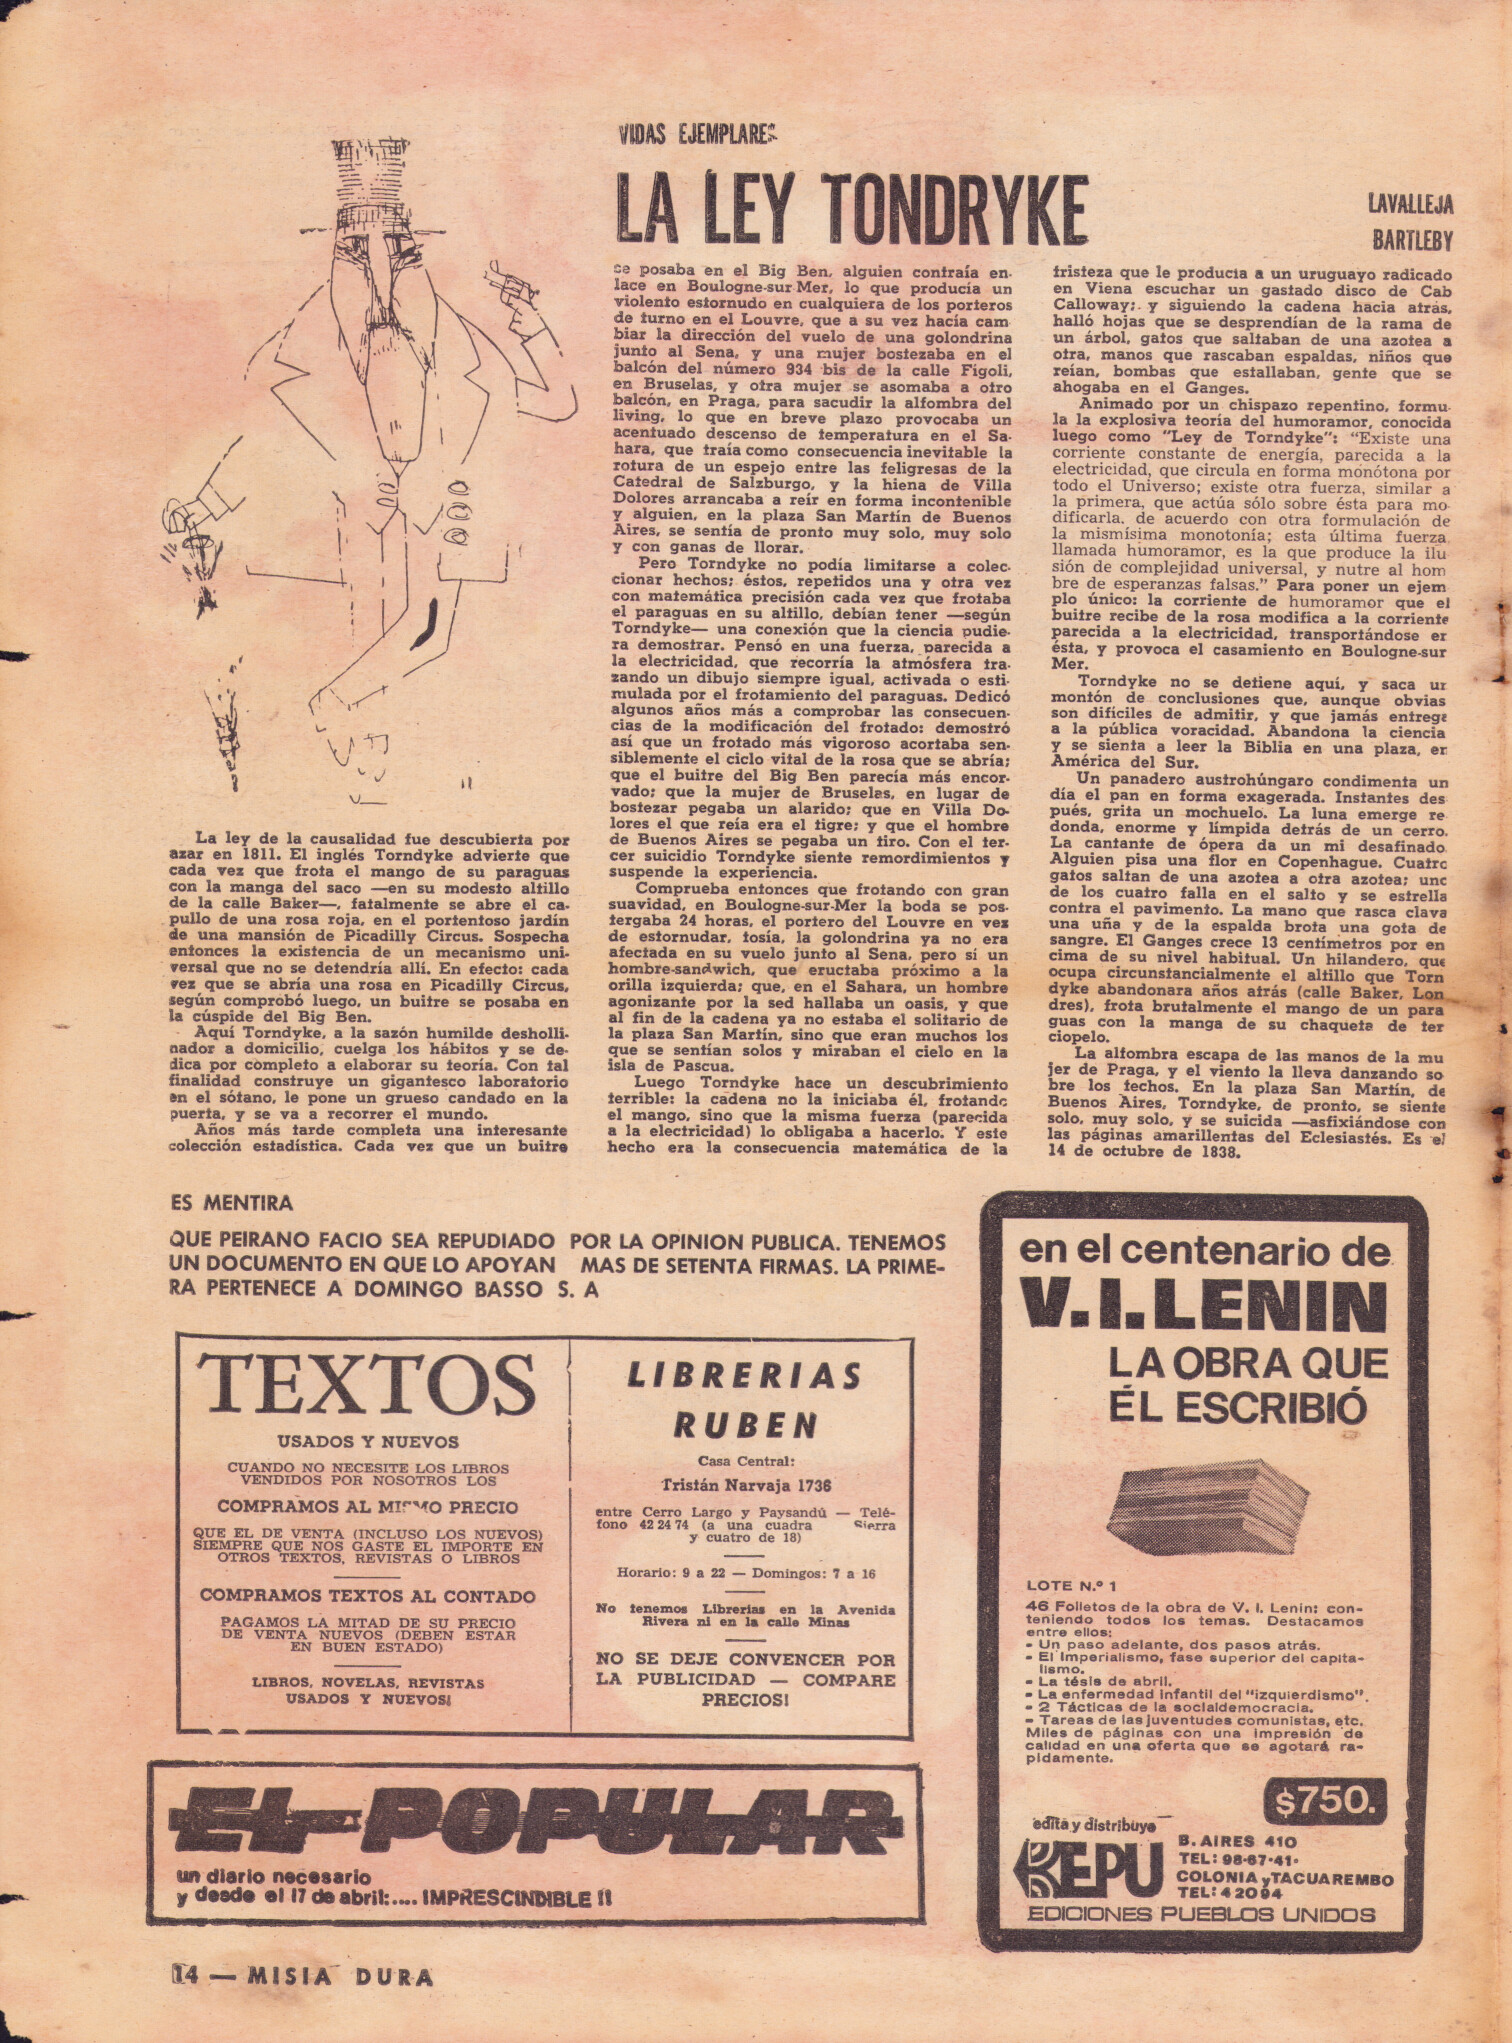 VIDAS EJEMPLARES
LA LEY TONDRYKE
LAVALLEJA
BARTLEBY
La ley de la causalidad fue descubierta por
azar en 1811. El inglés Torndyke advierte que
cada vez que frota el mango de su paraguas
con la manga del saco —en su modesto altillo
de la calle Baker—, fatalmente se abre el ca-
pullo de una rosa roja, en el portentoso jardín
de una mansión de Picadilly Circus. Sospecha
entonces la existencia de un mecanismo uni-
versal que no se detendría allí. En efecto: cada
vez que se abría una rosa en Picadilly Circus,
según comprobó luego, un buitre se posaba en
la cúspide del Big Ben.
Aquí Torndyke, a la sazón humilde desholli-
nador a domicilio, cuelga los hábitos y se de-
dica por completo a elaborar su teoría. Con tal
finalidad construye un gigantesco laboratorio
en el sótano, le pone un grueso candado en la
puerta, y se va a recorrer el mundo.
Años más tarde completa una interesante
colección estadística. Cada vez que un buitre
se posaba en el Big Ben, alguien contraía en-
lace en Boulogne-sur-Mer, lo que producía un
violento estornudo en cualquiera de los porteros
de turno en el Louvre, que a su vez hacía cam
biar la dirección del vuelo de una golondrina
junto al Sena, y una mujer bostezaba en el
balcón del número 934 bis de la calle Figoli,
en Bruselas, y otra mujer se asomaba a otro
balcón, en Praga, para sacudir la alfombra del
living, lo que en breve plazo provocaba un
acentuado descenso de temperatura en el Sa-
hara, que traía como consecuencia inevitable la
rotura de un espejo entre las feligresas de la
Catedral de Salzburgo, y la hiena de Villa
Dolores arrancaba a reír en forma incontenible
y alguien, en la plaza San Martín de Buenos
Aires, se sentía de pronto muy solo, muy solo
y con ganas de llorar.
Pero Torndyke no podía limitarse a colec-
cionar hechos; éstos, repetidos una y otra vez
con matemática precisión cada vez que frotaba
el paraguas en su altillo, debían tener —según
Torndyke— una conexión que la ciencia pudie-
ra demostrar. Pensó en una fuerza, parecida a
la electricidad, que recorría la atmósfera tra-
zando un dibujo siempre igual, activada o esti-
mulada por el frotamiento del paraguas. Dedicó
algunos años más a comprobar las consecuen-
cias de la modificación del frotado: demostró
así que un frotado más vigoroso acortaba sen-
siblemente el ciclo vital de la rosa que se abría;
que el buitre del Big Ben parecía más encor-
vado; que la mujer de Bruselas, en lugar de
bostezar pegaba un alarido; que en Villa Do-
lores el que reía era el tigre; y que el hombre
de Buenos Aires se pegaba un tiro. Con el ter-
cer suicidio Torndyke siente remordimientos y
suspende la experiencia.
Comprueba entonces que frotando con gran
suavidad, en Boulogne-sur-Mer la boda se pos-
tergaba 24 horas, el portero del Louvre en vez
de estornudar, tosía, la golondrina ya no era
afectada en su vuelo junto al Sena, pero sí un
hombre-sandwich, que eructaba próximo a la
orilla izquierda; que, en el Sahara, un hombre
agonizante por la sed hallaba un oasis, y que
al fin de la cadena ya no estaba el solitario de
la plaza San Martín, sino que eran muchos los
que se sentían solos y miraban el cielo en la
isla de Pascua.
Luego Torndyke hace un descubrimiento
terrible: la cadena no la iniciaba él, frotando
el mango, sino que la misma fuerza (parecida
a la electricidad) lo obligaba a hacerlo. Y este
hecho era la consecuencia matemática de la
tristeza que le producía a un uruguayo radicado
en Viena escuchar un gastado disco de Cab
Calloway; y siguiendo la cadena hacia atrás,
halló hojas que se desprendían de la rama de
un árbol, gatos que saltaban de una azotea a
otra, manos que rascaban espaldas, niños que
reían, bombas que estallaban, gente que se
ahogaba en el Ganges.
Animado por un chispazo repentino, formu-
la la explosiva teoría del humoramor, conocida
luego como "Ley de Torndyke": "Existe una
corriente constante de energía, parecida a la
electricidad, que circula en forma monótona por
todo el Universo; existe otra fuerza, similar a
la primera, que actúa sólo sobre ésta para mo
dificarla, de acuerdo con otra formulación de
la mismísima monotonía; esta última fuerza
llamada humoramor, es la que produce la ilu
sión de complejidad universal, y nutre al hom
bre de esperanzas falsas." Para poner un ejem
plo único: la corriente de humoramor que el
buitre recibe de la rosa modifica a la corriente
parecida a la electricidad, transportándose en
ésta, y provoca el casamiento en Boulogne-sur
Mer.
Torndyke no se detiene aquí, y saca un
montón de conclusiones que, aunque obvias
son difíciles de admitir, y que jamás entrega
a la pública voracidad. Abandona la ciencia
y se sienta a leer la Biblia en una plaza, en
América del Sur.
Un panadero austrohúngaro condimenta un
día el pan en forma exagerada. Instantes des
pués, grita un mochuelo. La luna emerge re
donda, enorme y límpida detrás de un cerro.
La cantante de ópera da un mi desafinado.
Alguien pisa una flor en Copenhague. Cuatro
gatos saltan de una azotea a otra azotea; uno
de los cuatro falla en el salto y se estrella
contra el pavimento. La mano que rasca clava
una uña y de la espalda brota una gota de
sangre. El Ganges crece 13 centímetros por en
cima de su nivel habitual. Un hilandero, que
ocupa circunstancialmente el altillo que Torn
dyke abandonara años atrás (calle Baker, Lon
dres), frota brutalmente el mango de un para
guas con la manga de su chaqueta de ter
ciopelo.
La alfombra escapa de las manos de la mu
jer de Praga, y el viento la lleva danzando so
bre los techos. En la plaza San Martín, de
Buenos Aires, Torndyke, de pronto, se siente
solo, muy solo, y se suicida —asfixiándose con
las páginas amarillentas del Eclesiastés. Es el
14 de octubre de 1838.
ES MENTIRA
QUE PEIRANO FACIO SEA REPUDIADO POR LA OPINION PUBLICA. TENEMOS
UN DOCUMENTO EN QUE LO APOYAN MAS DE SETENTA FIRMAS. LA PRIME-
RA PERTENECE A DOMINGO BASSO S. A
TEXTOS
USADOS Y NUEVOS
CUANDO NO NECESITE LOS LIBROS
VENDIDOS POR NOSOTROS LOS
COMPRAMOS AL MISMO PRECIO
QUE EL DE VENTA (INCLUSO LOS NUEVOS)
SIEMPRE QUE NOS GASTE EL IMPORTE EN
OTROS TEXTOS, REVISTAS O LIBROS
COMPRAMOS TEXTOS AL CONTADO
PAGAMOS LA MITAD DE SU PRECIO
DE VENTA NUEVOS (DEBEN ESTAR
EN BUEN ESTADO)
LIBROS, NOVELAS, REVISTAS
USADOS Y NUEVOS!
LIBRERIAS
RUBEN
Casa Central:
Tristán Narvaja 1736
entre Cerro Largo y Paysandú — Telé-
fono 42 24 74 (a una cuadra Sierra
y cuatro de 18)
Horario: 9 a 22 — Domingos: 7 a 16
No tenemos Librerías en la Avenida
Rivera ni en la calle Minas
NO SE DEJE CONVENCER POR
LA PUBLICIDAD — COMPARE
PRECIOS!
EL POPULAR
un diario necesario
y desde el 17 de abril:.... IMPRESCINDIBLE !!
en el centenario de
V.I.LENIN
LA OBRA QUE
ÉL ESCRIBIÓ
LOTE N.º 1
46 Folletos de la obra de V. I. Lenin: con-
teniendo todos los temas. Destacamos
entre ellos:
- Un paso adelante, dos pasos atrás.
- El Imperialismo, fase superior del capita-
lismo.
- La tésis de abril.
- La enfermedad infantil del "izquierdismo".
- 2 Tácticas de la socialdemocracia.
- Tareas de las juventudes comunistas, etc.
Miles de páginas con una impresión de
calidad en una oferta que se agotará rá-
pidamente.
$750.
edita y distribuye
EPU
B. AIRES 410
TEL: 98-67-41-
COLONIA y TACUAREMBO
TEL: 42094
EDICIONES PUEBLOS UNIDOS
14 — MISIA DURA